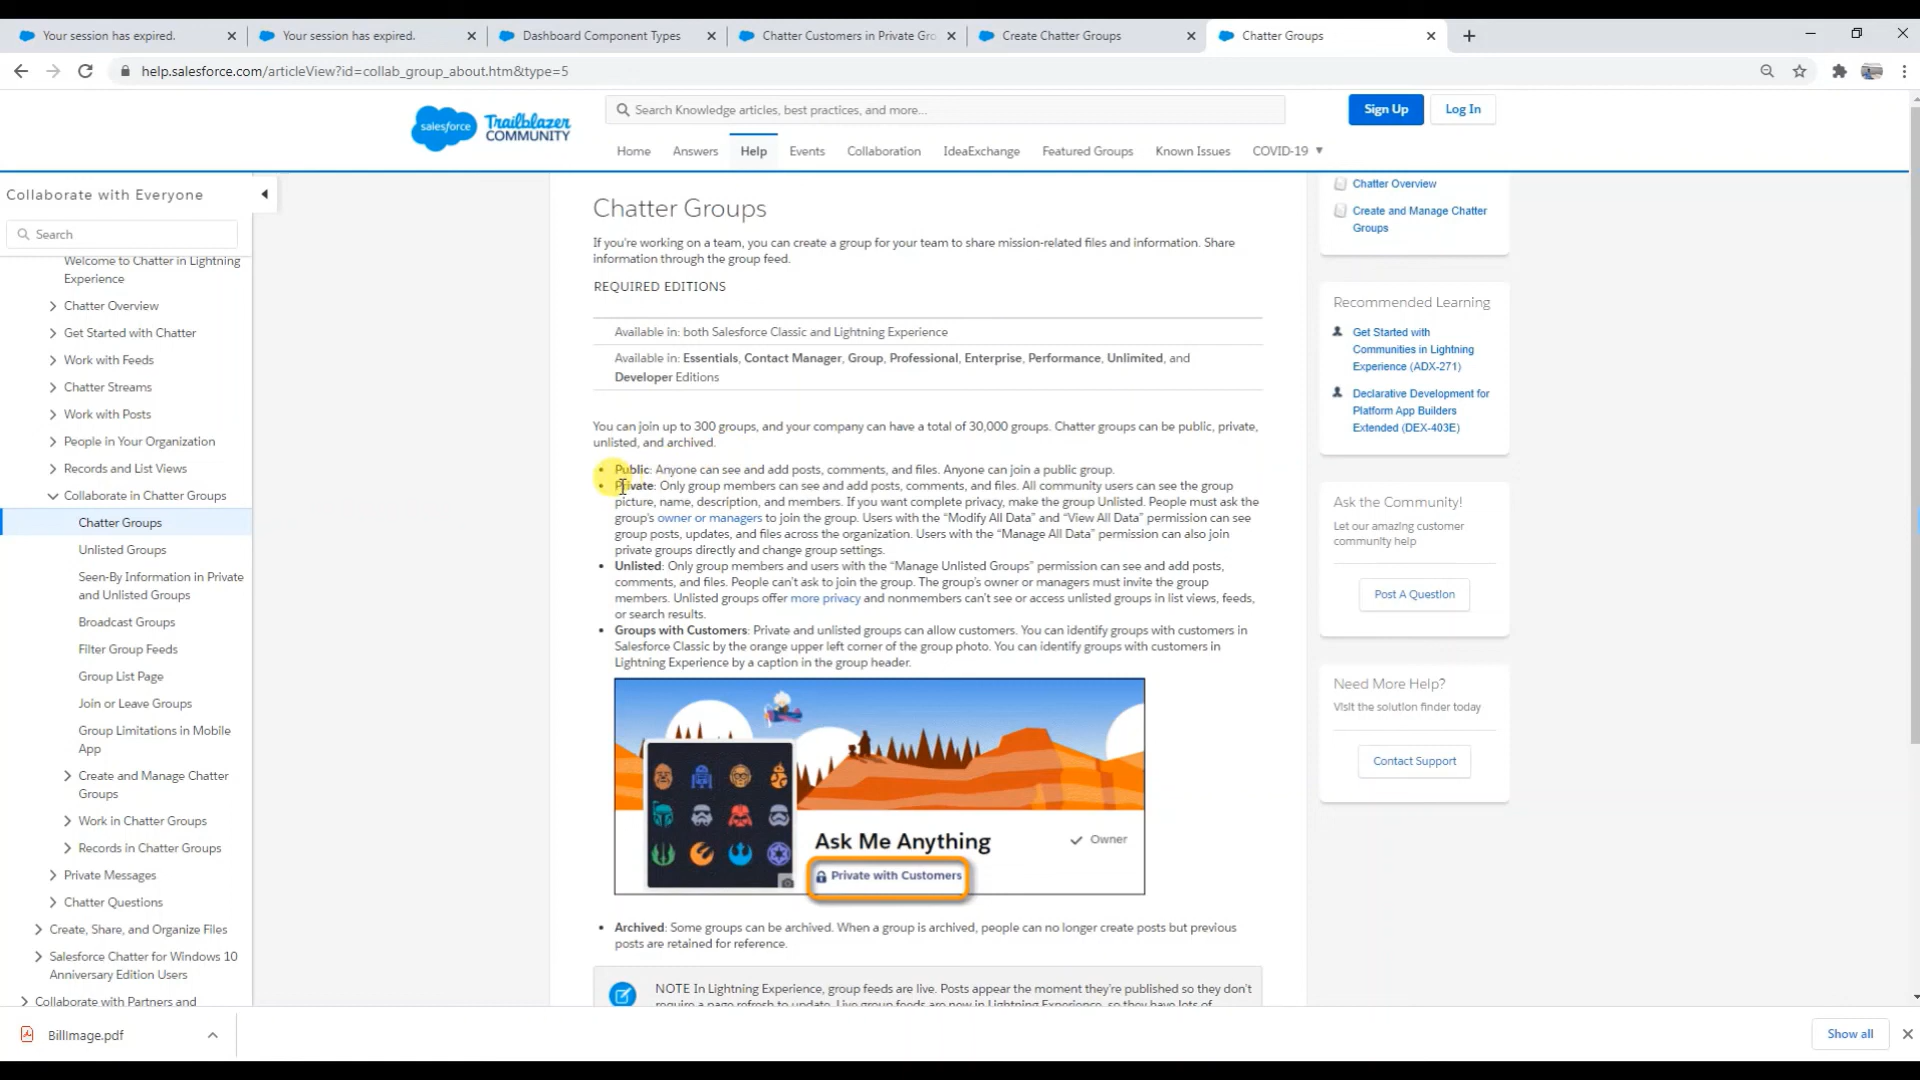 Your session has expired.
Your session has expired.
Dashboard Component Types
Chatter Customers in Private Gro
Create Chatter Groups
Chatter Groups
help.salesforce.com/articleView?id=collab_group_about.htm&type=5
salesforce
Trailblazer
COMMUNITY
Search Knowledge articles, best practices, and more...
Sign Up
Log In
Home
Answers
Help
Events
Collaboration
IdeaExchange
Featured Groups
Known Issues
COVID-19
Collaborate with Everyone
Search
Welcome to Chatter in Lightning
Experience
Chatter Overview
Get Started with Chatter
Work with Feeds
Chatter Streams
Work with Posts
People in Your Organization
Records and List Views
Collaborate in Chatter Groups
Chatter Groups
Unlisted Groups
Seen-By Information in Private
and Unlisted Groups
Broadcast Groups
Filter Group Feeds
Group List Page
Join or Leave Groups
Group Limitations in Mobile
App
Create and Manage Chatter
Groups
Work in Chatter Groups
Records in Chatter Groups
Private Messages
Chatter Questions
Create, Share, and Organize Files
Salesforce Chatter for Windows 10
Anniversary Edition Users
Collaborate with Partners and
Chatter Groups
If you're working on a team, you can create a group for your team to share mission-related files and information. Share
information through the group feed.
REQUIRED EDITIONS
Available in: both Salesforce Classic and Lightning Experience
Available in: Essentials, Contact Manager, Group, Professional, Enterprise, Performance, Unlimited, and
Developer Editions
You can join up to 300 groups, and your company can have a total of 30,000 groups. Chatter groups can be public, private,
unlisted, and archived.
• Public: Anyone can see and add posts, comments, and files. Anyone can join a public group.
• Private: Only group members can see and add posts, comments, and files. All community users can see the group
picture, name, description, and members. If you want complete privacy, make the group Unlisted. People must ask the
group's owner or managers to join the group. Users with the “Modify All Data” and “View All Data” permission can see
group posts, updates, and files across the organization. Users with the “Manage All Data” permission can also join
private groups directly and change group settings.
• Unlisted: Only group members and users with the “Manage Unlisted Groups” permission can see and add posts,
comments, and files. People can't ask to join the group. The group's owner or managers must invite the group
members. Unlisted groups offer more privacy and nonmembers can't see or access unlisted groups in list views, feeds,
or search results.
• Groups with Customers: Private and unlisted groups can allow customers. You can identify groups with customers in
Salesforce Classic by the orange upper left corner of the group photo. You can identify groups with customers in
Lightning Experience by a caption in the group header.
Ask Me Anything
Owner
Private with Customers
• Archived: Some groups can be archived. When a group is archived, people can no longer create posts but previous
posts are retained for reference.
NOTE In Lightning Experience, group feeds are live. Posts appear the moment they're published so they don't
require a page refresh to update. Live group feeds are new in Lightning Experience, so they have lots of
Chatter Overview
Create and Manage Chatter
Groups
Recommended Learning
Get Started with
Communities in Lightning
Experience (ADX-271)
Declarative Development for
Platform App Builders
Extended (DEX-403E)
Ask the Community!
Let our amazing customer
community help
Post A Question
Need More Help?
Visit the solution finder today
Contact Support
BillImage.pdf
Show all